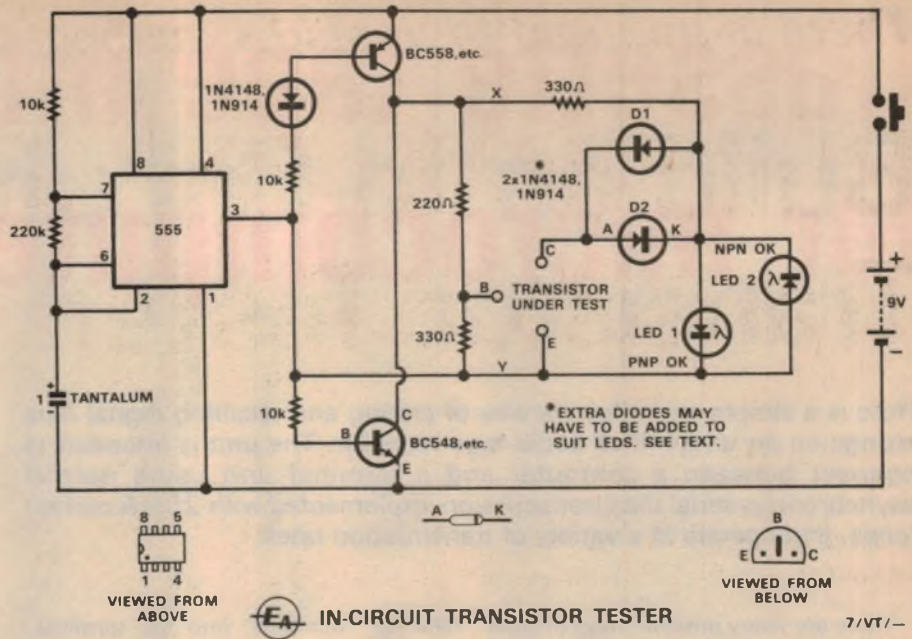 BC558,etc.
1N4148,
1N914
10k
8
4
7
10k
3
555
220k
6
2
1
X
330Ω
D1
*
2x1N4148,
1N914
220Ω
D2
A
K
C
NPN OK
LED 2
λ
B
TRANSISTOR
UNDER TEST
330Ω
E
LED 1
λ
Y
PNP OK
+
9V
−
+
1
TANTALUM
10k
C
B
BC548,etc.
E
*EXTRA DIODES MAY
HAVE TO BE ADDED TO
SUIT LEDS. SEE TEXT.
8 5
1 4
VIEWED FROM
ABOVE
A K
B
E C
VIEWED FROM
BELOW
EA IN-CIRCUIT TRANSISTOR TESTER
7/VT/—